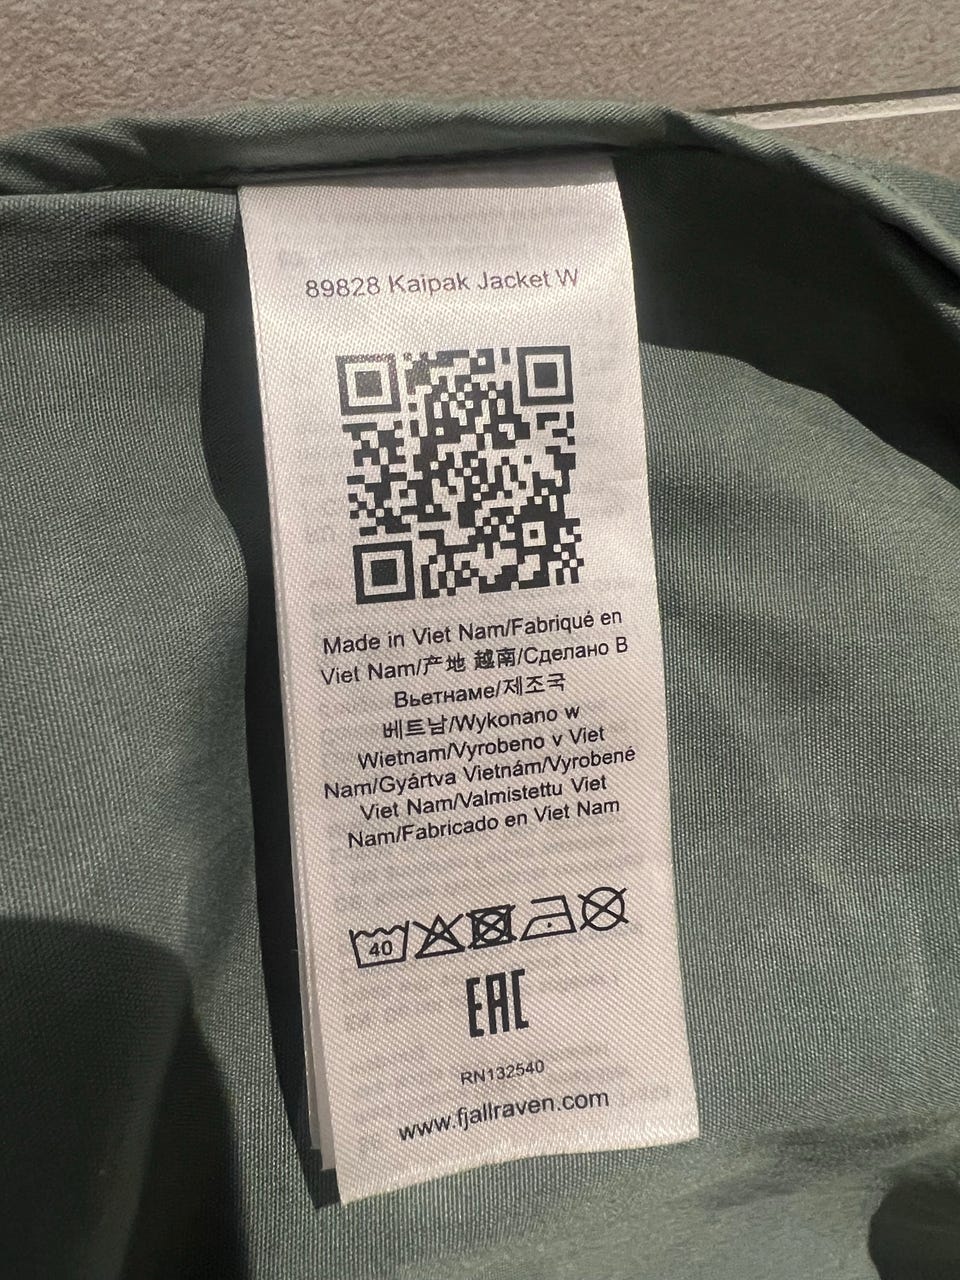 89828 Kaipak Jacket W
Made in Viet Nam/Fabriqué en
Viet Nam/产地 越南/Сделано В
Вьетнаме/제조국
베트남/Wykonano w
Wietnam/Vyrobeno v Viet
Nam/Gyártva Vietnám/Vyrobené
Viet Nam/Valmistettu Viet
Nam/Fabricado en Viet Nam
40
EAC
RN132540
www.fjallraven.com